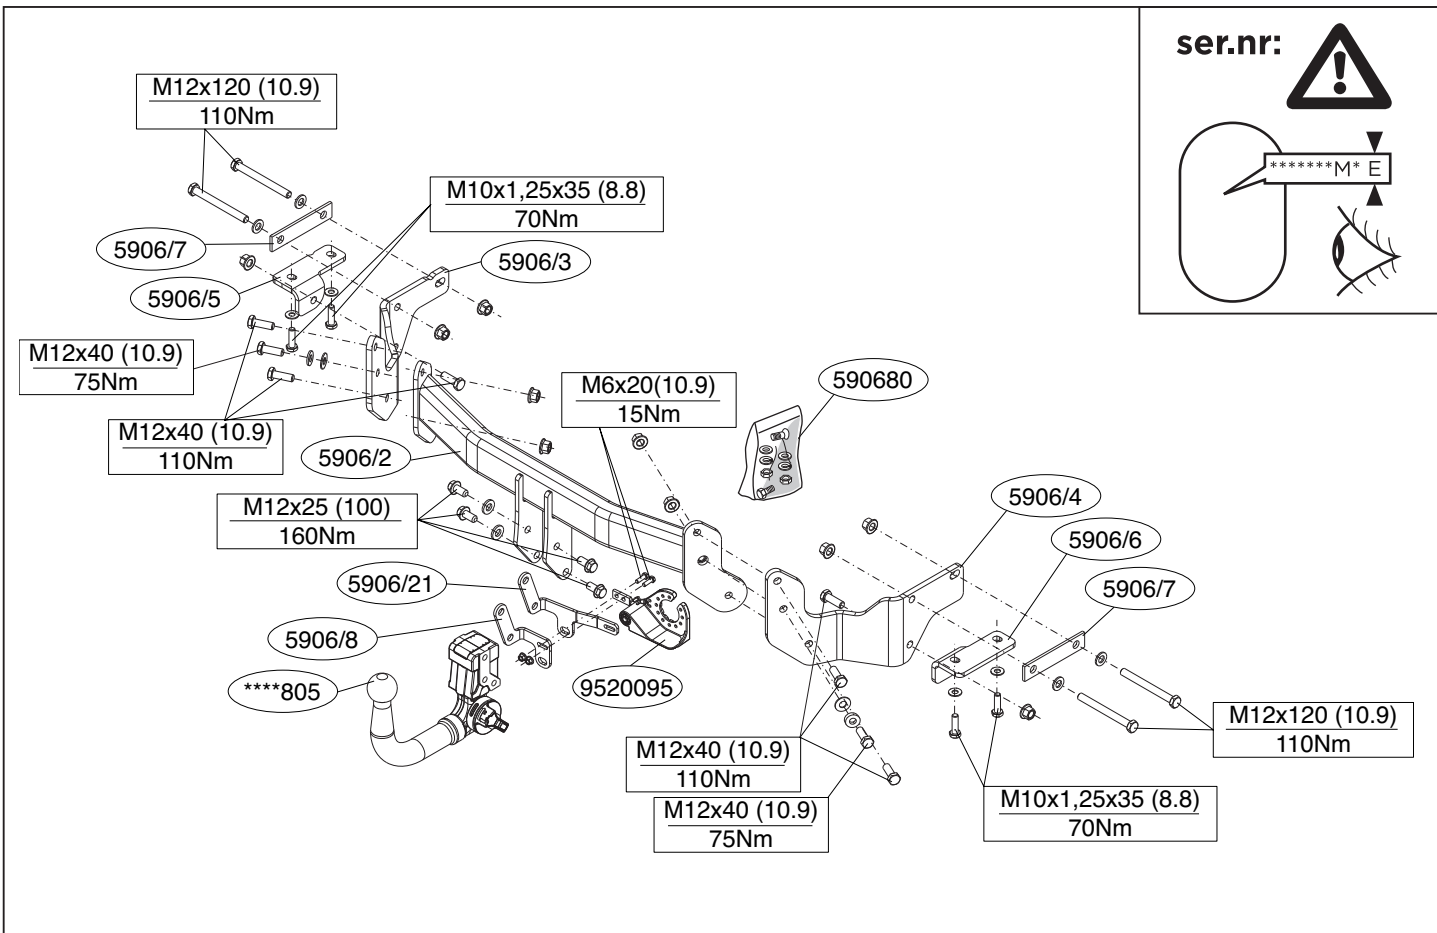 ser.nr:
*******M* E
M12x120 (10.9)
110Nm
M10x1,25x35 (8.8)
70Nm
5906/7
5906/3
5906/5
M12x40 (10.9)
75Nm
M6x20(10.9)
15Nm
590680
M12x40 (10.9)
110Nm
5906/2
M12x25 (100)
160Nm
5906/4
5906/6
5906/21
5906/7
5906/8
****805
9520095
M12x40 (10.9)
110Nm
M12x120 (10.9)
110Nm
M12x40 (10.9)
75Nm
M10x1,25x35 (8.8)
70Nm